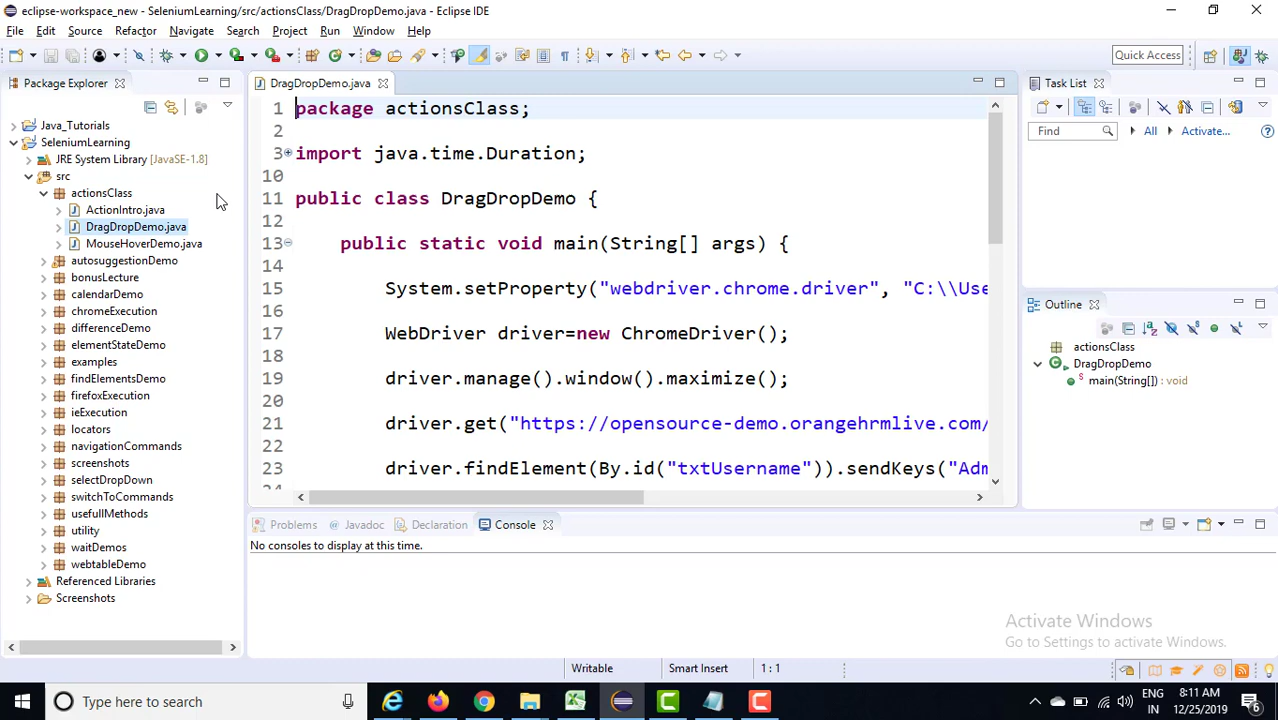 eclipse-workspace_new - SeleniumLearning/src/actionsClass/DragDropDemo.java - Eclipse IDE
File Edit Source Refactor Navigate Search Project Run Window Help
Quick Access
Package Explorer
Java_Tutorials
SeleniumLearning
JRE System Library [JavaSE-1.8]
src
actionsClass
ActionIntro.java
DragDropDemo.java
MouseHoverDemo.java
autosuggestionDemo
bonusLecture
calendarDemo
chromeExecution
differenceDemo
elementStateDemo
examples
findElementsDemo
firefoxExecution
ieExecution
locators
navigationCommands
screenshots
selectDropDown
switchToCommands
usefullMethods
utility
waitDemos
webtableDemo
Referenced Libraries
Screenshots
DragDropDemo.java
1 package actionsClass;
2
3 import java.time.Duration;
10
11 public class DragDropDemo {
12
13 public static void main(String[] args) {
14
15 System.setProperty("webdriver.chrome.driver", "C:\\Use
16
17 WebDriver driver=new ChromeDriver();
18
19 driver.manage().window().maximize();
20
21 driver.get("https://opensource-demo.orangehrmlive.com/
22
23 driver.findElement(By.id("txtUsername")).sendKeys("Adm
24
Task List
Find All Activate...
Outline
actionsClass
DragDropDemo
main(String[]) : void
Problems Javadoc Declaration Console
No consoles to display at this time.
Activate Windows
Go to Settings to activate Windows.
Writable Smart Insert 1 : 1
Type here to search
ENG
IN
8:11 AM
12/25/2019
6